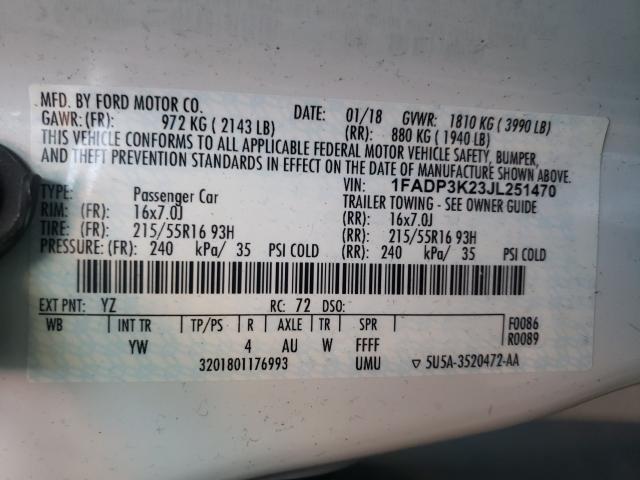 MFD. BY FORD MOTOR CO.
DATE: 01/18 GVWR: 1810 KG ( 3990 LB)
GAWR: (FR): 972 KG ( 2143 LB) (RR): 880 KG ( 1940 LB)
THIS VEHICLE CONFORMS TO ALL APPLICABLE FEDERAL MOTOR VEHICLE SAFETY, BUMPER,
AND THEFT PREVENTION STANDARDS IN EFFECT ON THE DATE OF MANUFACTURE SHOWN ABOVE.
VIN: 1FADP3K23JL251470
TYPE: Passenger Car TRAILER TOWING - SEE OWNER GUIDE
RIM: (FR): 16x7.0J (RR): 16x7.0J
TIRE: (FR): 215/55R16 93H (RR): 215/55R16 93H
PRESSURE: (FR): 240 kPa/ 35 PSI COLD (RR): 240 kPa/ 35 PSI COLD
EXT PNT: YZ RC: 72 DSO:
WB INT TR TP/PS R AXLE TR SPR F0086
YW 4 AU W FFFF R0089
3201801176993 UMU ▽ 5U5A-3520472-AA